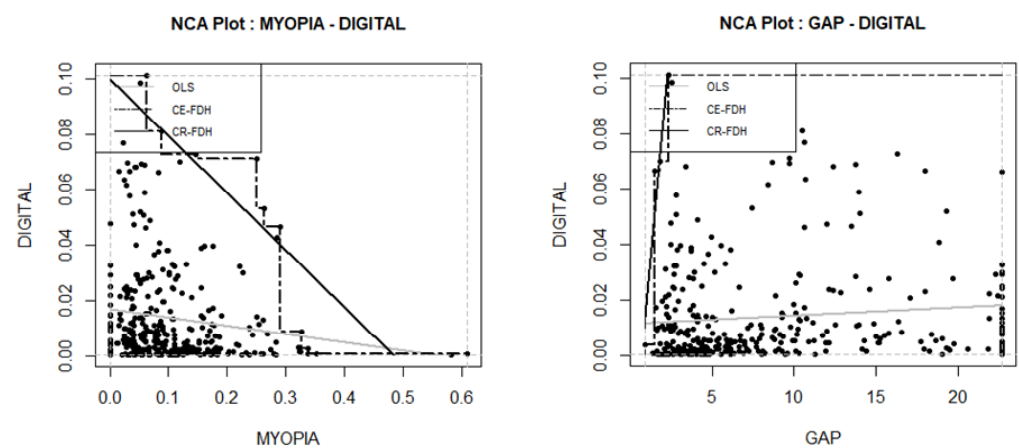 NCA Plot : MYOPIA - DIGITAL
DIGITAL
0.00 0.02 0.04 0.06 0.08 0.10
OLS
CE-FDH
CR-FDH
0.0 0.1 0.2 0.3 0.4 0.5 0.6
MYOPIA
NCA Plot : GAP - DIGITAL
DIGITAL
0.00 0.02 0.04 0.06 0.08 0.10
OLS
CE-FDH
CR-FDH
5 10 15 20
GAP